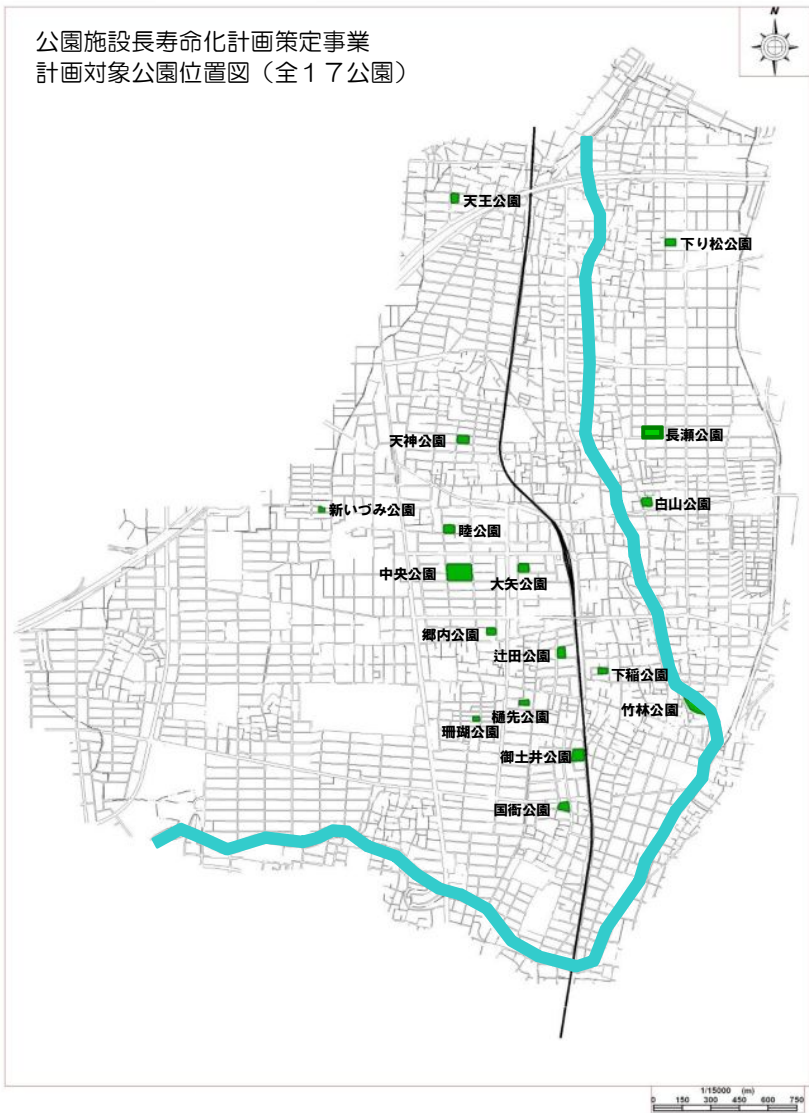 公園施設長寿命化計画策定事業
計画対象公園位置図（全１７公園）
N
天王公園
下り松公園
天神公園
長瀬公園
新いづみ公園
白山公園
睦公園
中央公園
大矢公園
郷内公園
辻田公園
下稲公園
樋先公園
竹林公園
珊瑚公園
御土井公園
国衙公園
1/15000 (m)
0 150 300 450 600 750